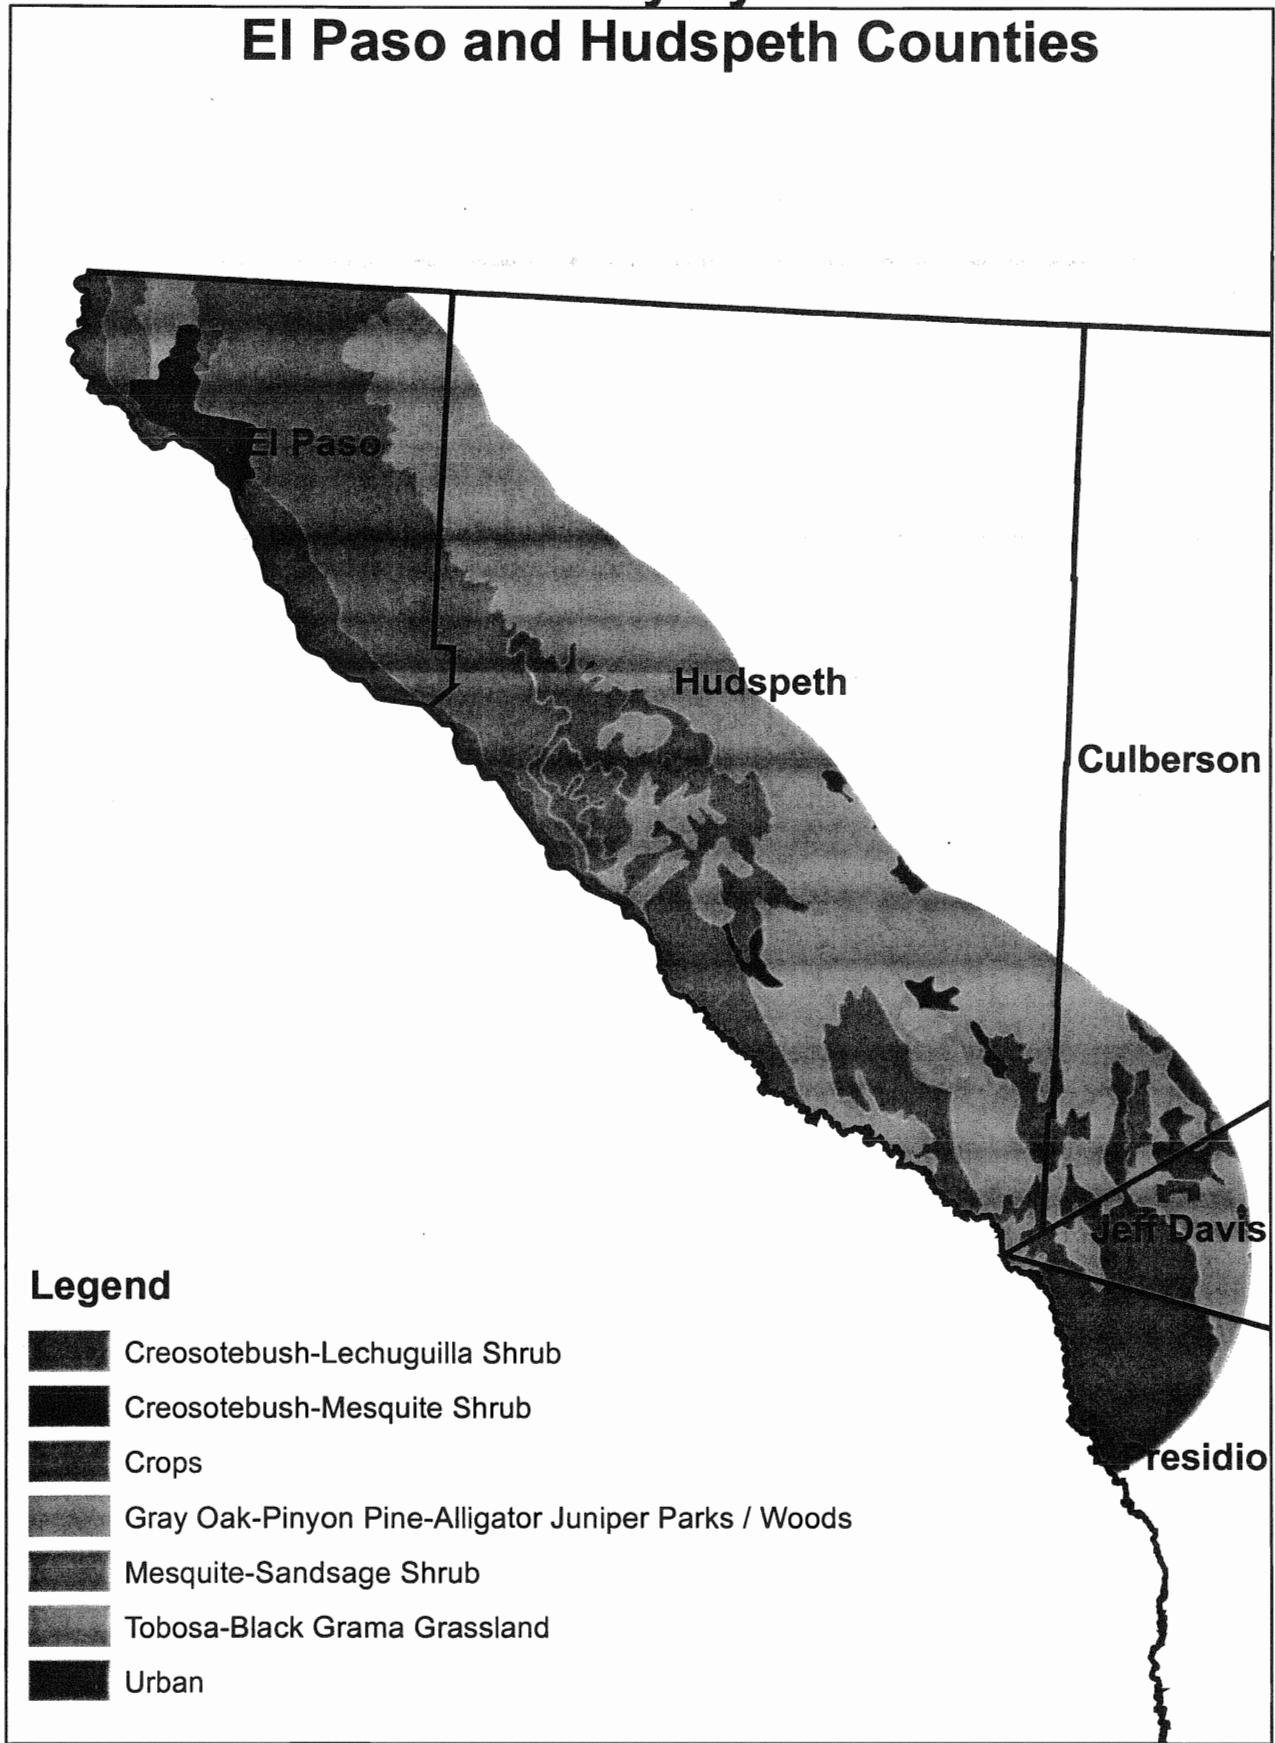 El Paso and Hudspeth Counties
El Paso
Hudspeth
Culberson
Jeff Davis
Presidio
Legend
Creosotebush-Lechuguilla Shrub
Creosotebush-Mesquite Shrub
Crops
Gray Oak-Pinyon Pine-Alligator Juniper Parks / Woods
Mesquite-Sandsage Shrub
Tobosa-Black Grama Grassland
Urban